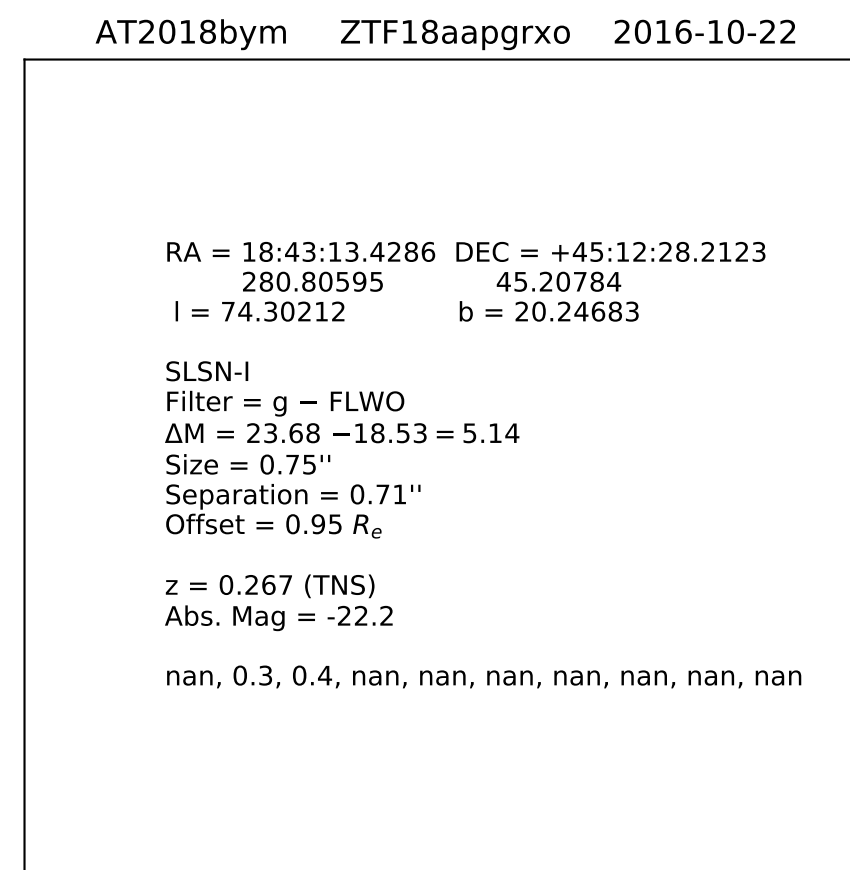 AT2018bym ZTF18aapgrxo 2016-10-22
RA = 18:43:13.4286 DEC = +45:12:28.2123
280.80595 45.20784
l = 74.30212 b = 20.24683
SLSN-I
Filter = g − FLWO
ΔM = 23.68 −18.53 = 5.14
Size = 0.75''
Separation = 0.71''
Offset = 0.95 Rₑ
z = 0.267 (TNS)
Abs. Mag = -22.2
nan, 0.3, 0.4, nan, nan, nan, nan, nan, nan, nan